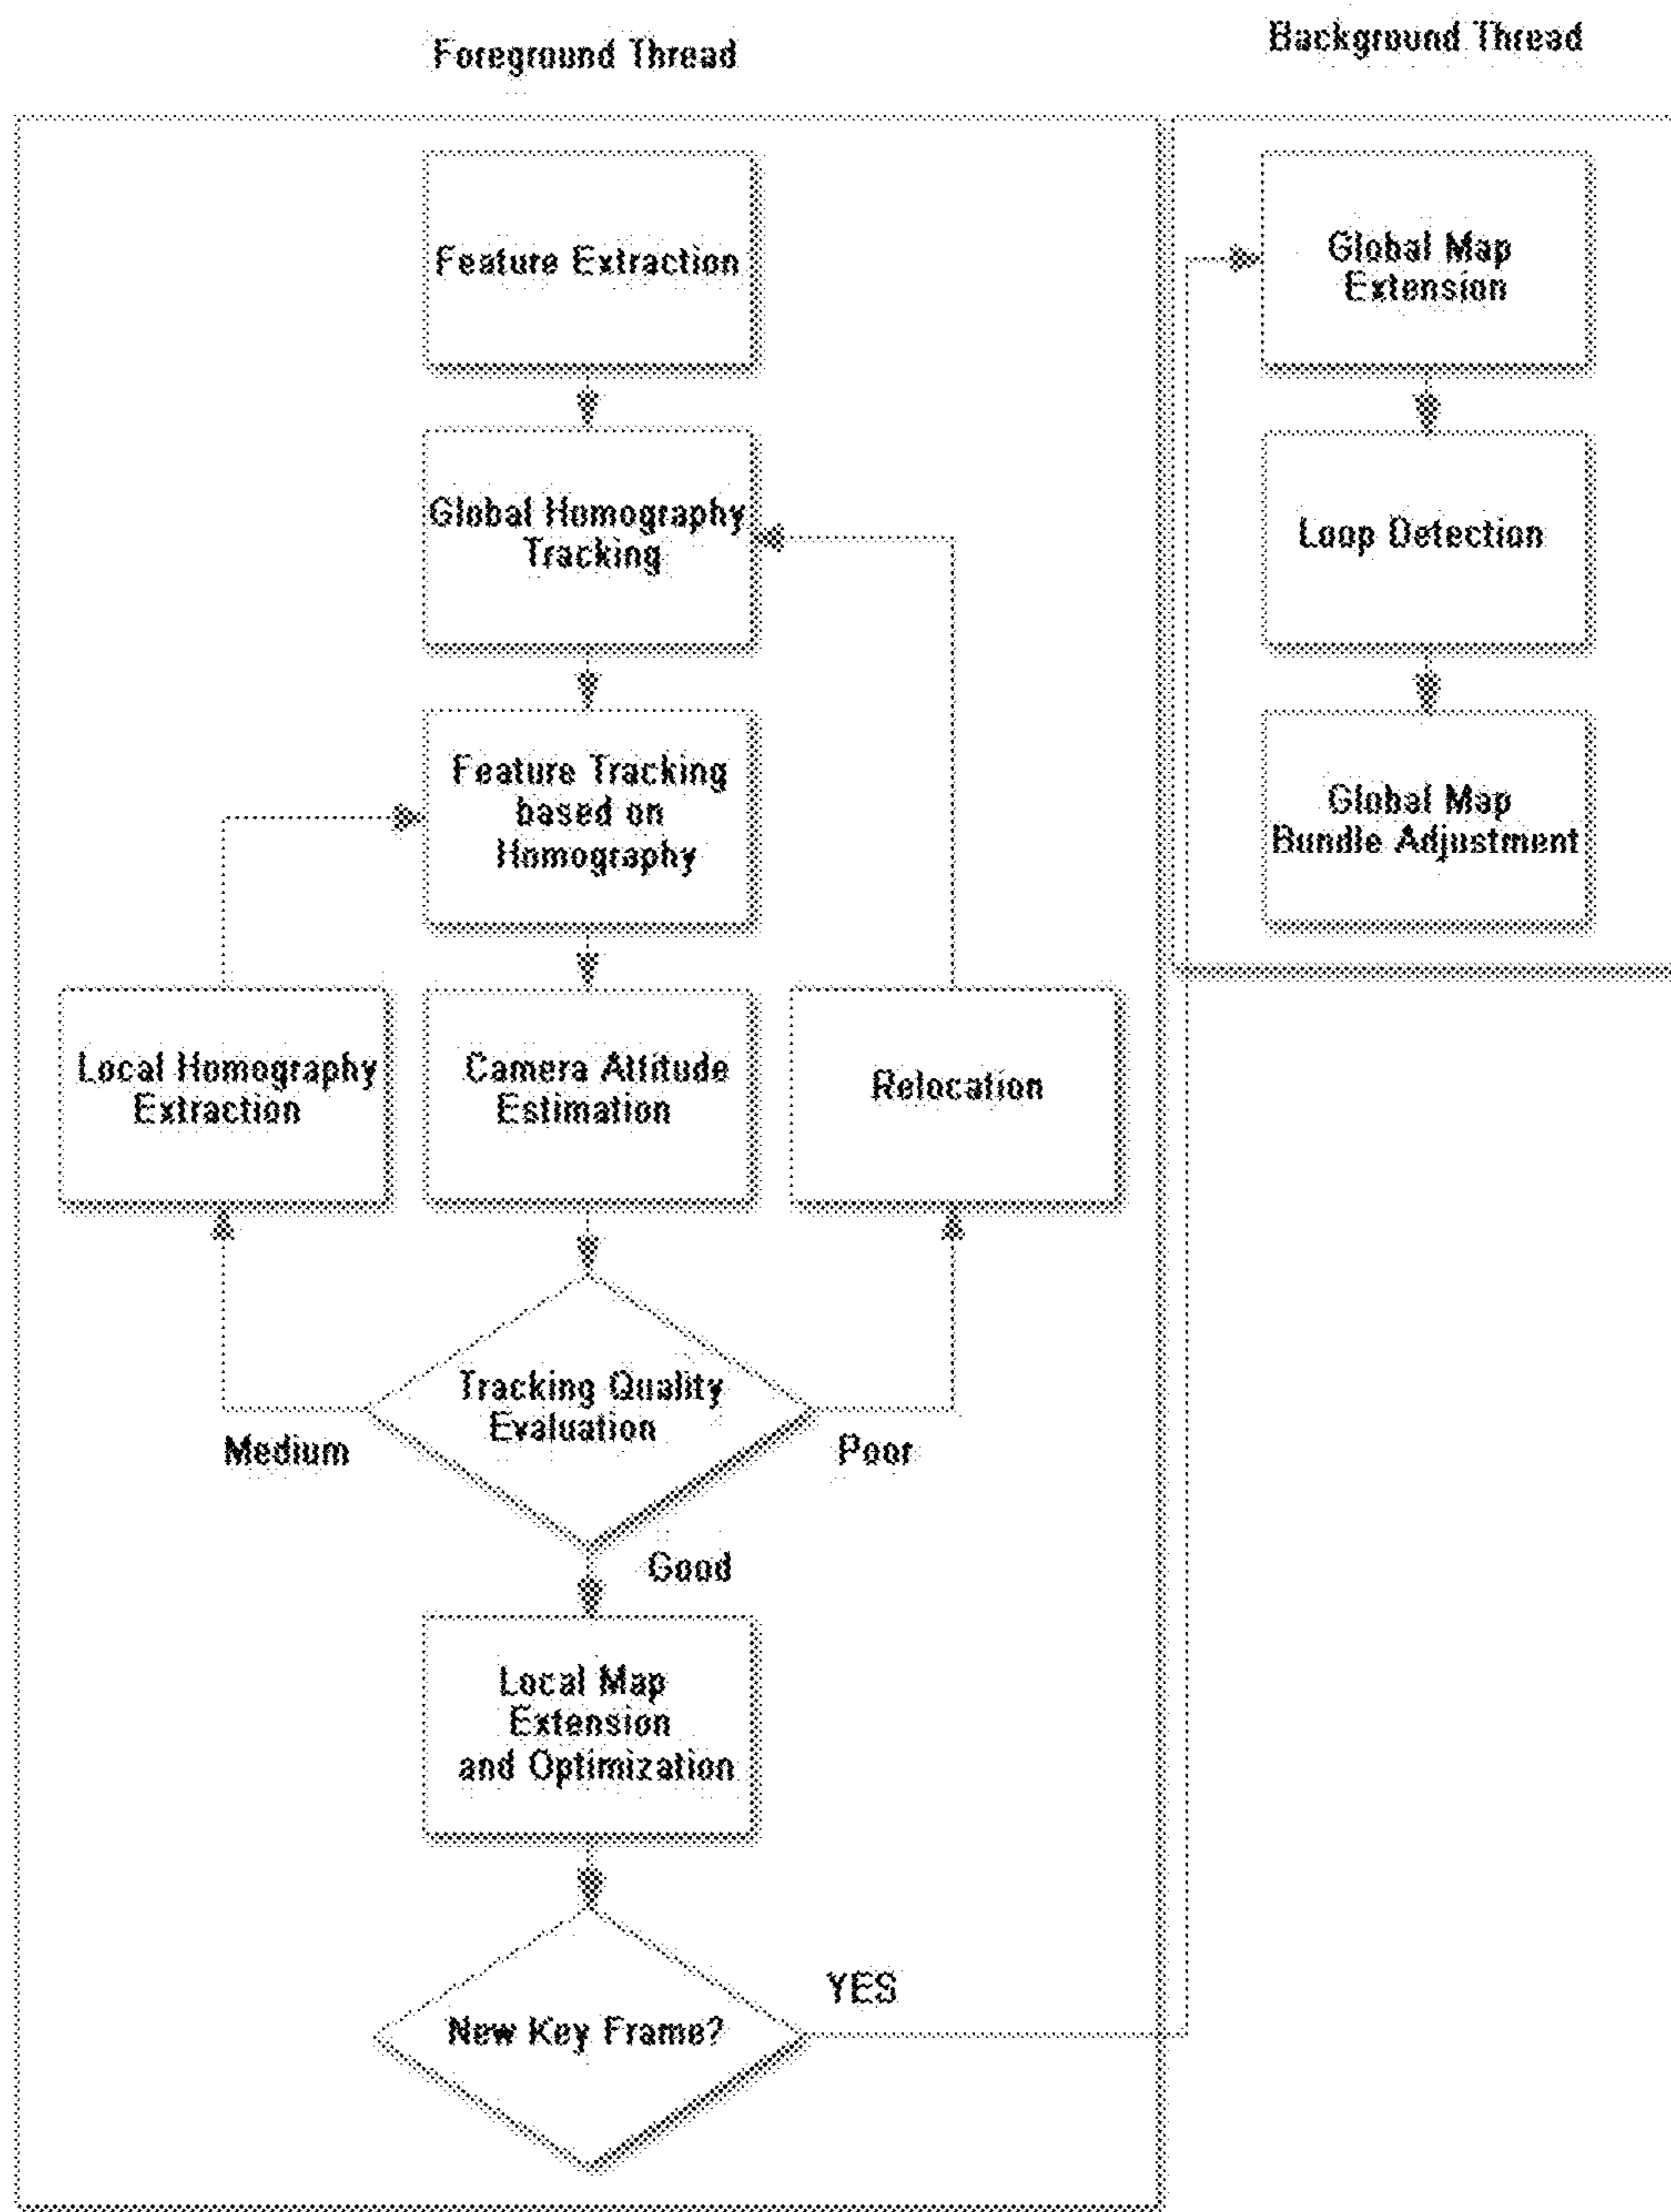 Foreground Thread
Background Thread
Feature Extraction
Global Homography
Tracking
Feature Tracking
based on
Homography
Local Homography
Extraction
Camera Attitude
Estimation
Relocation
Tracking Quality
Evaluation
Medium
Poor
Good
Local Map
Extension
and Optimization
New Key Frame?
YES
Global Map
Extension
Loop Detection
Global Map
Bundle Adjustment